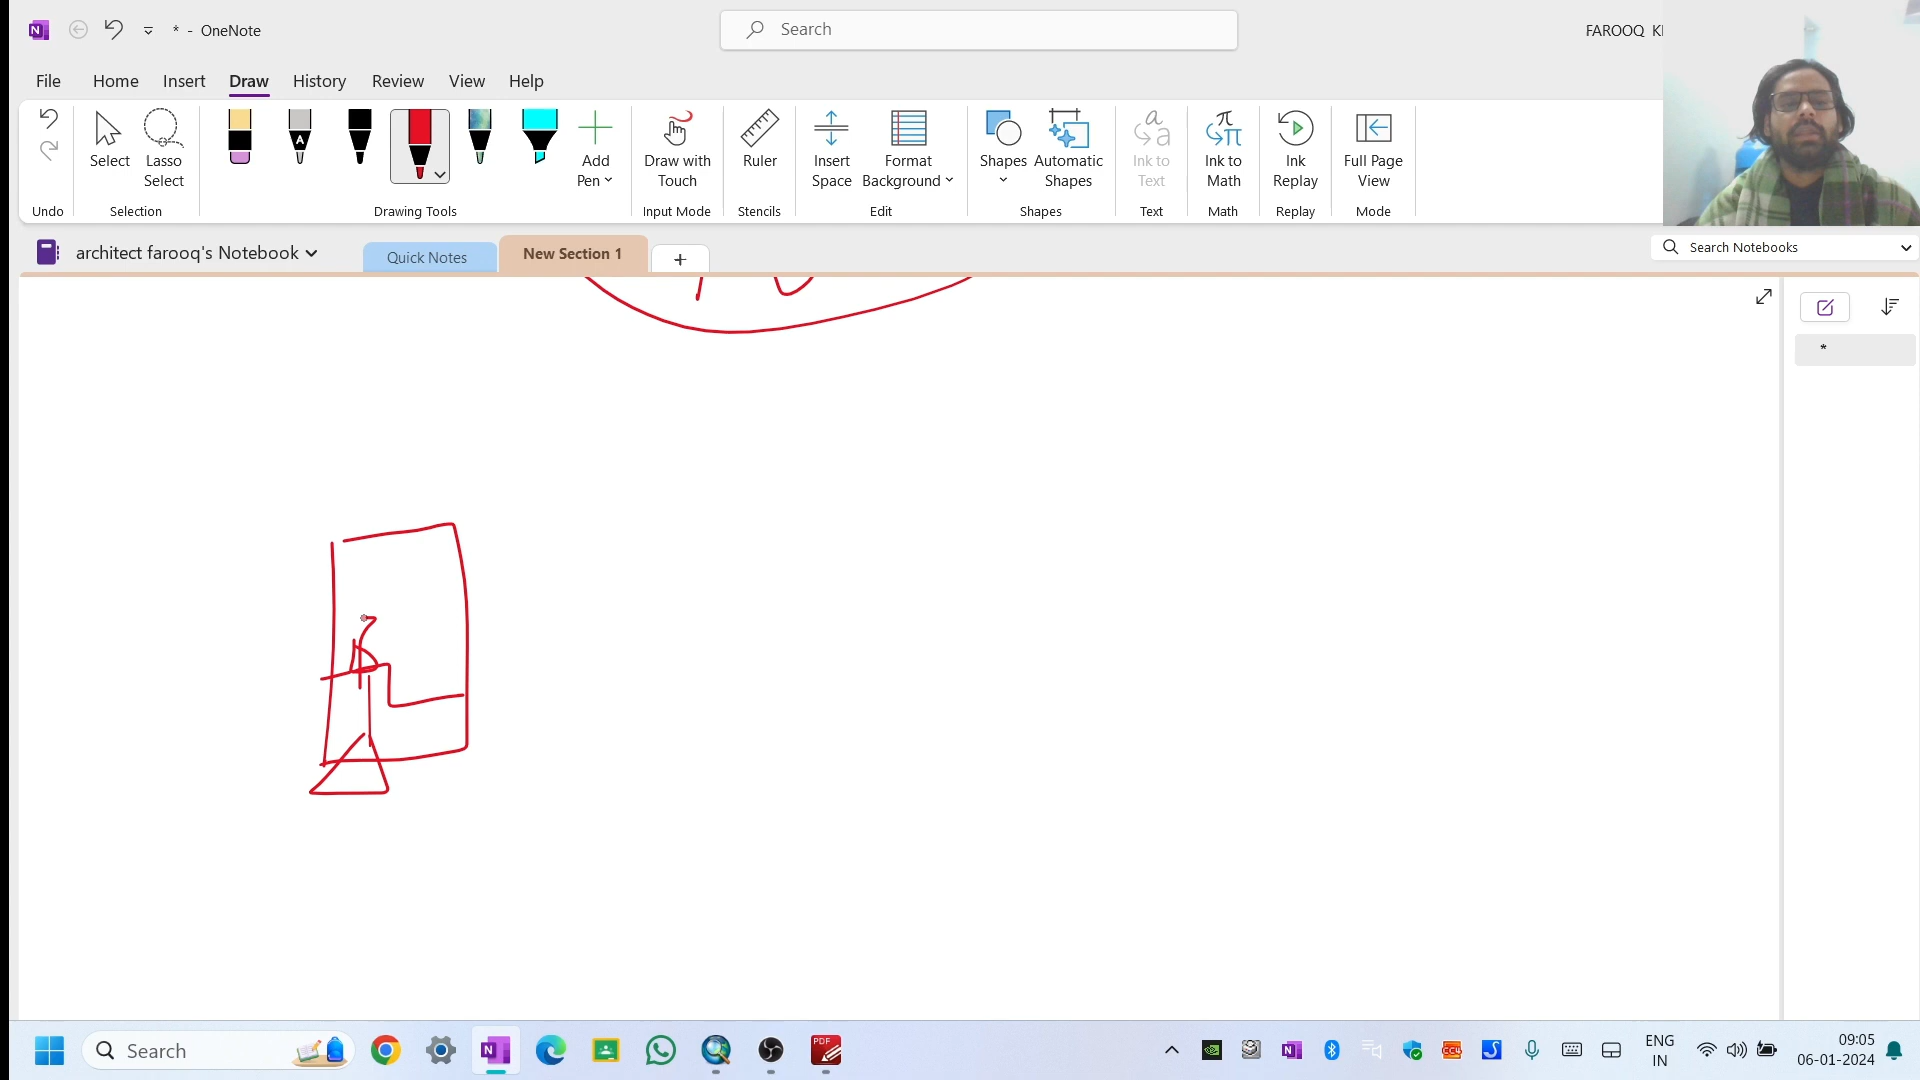 * - OneNote
Search
FAROOQ
File Home Insert Draw History Review View Help
Select
Lasso Select
A
Add Pen
Draw with Touch
Ruler
Insert Space
Format Background
Shapes
Automatic Shapes
Ink to Text
Ink to Math
Ink Replay
Full Page View
Undo Selection Drawing Tools Input Mode Stencils Edit Shapes Text Math Replay Mode
architect farooq's Notebook
Quick Notes
New Section 1
+
Search Notebooks
*
Search
PDF
ENG
IN
09:05
06-01-2024